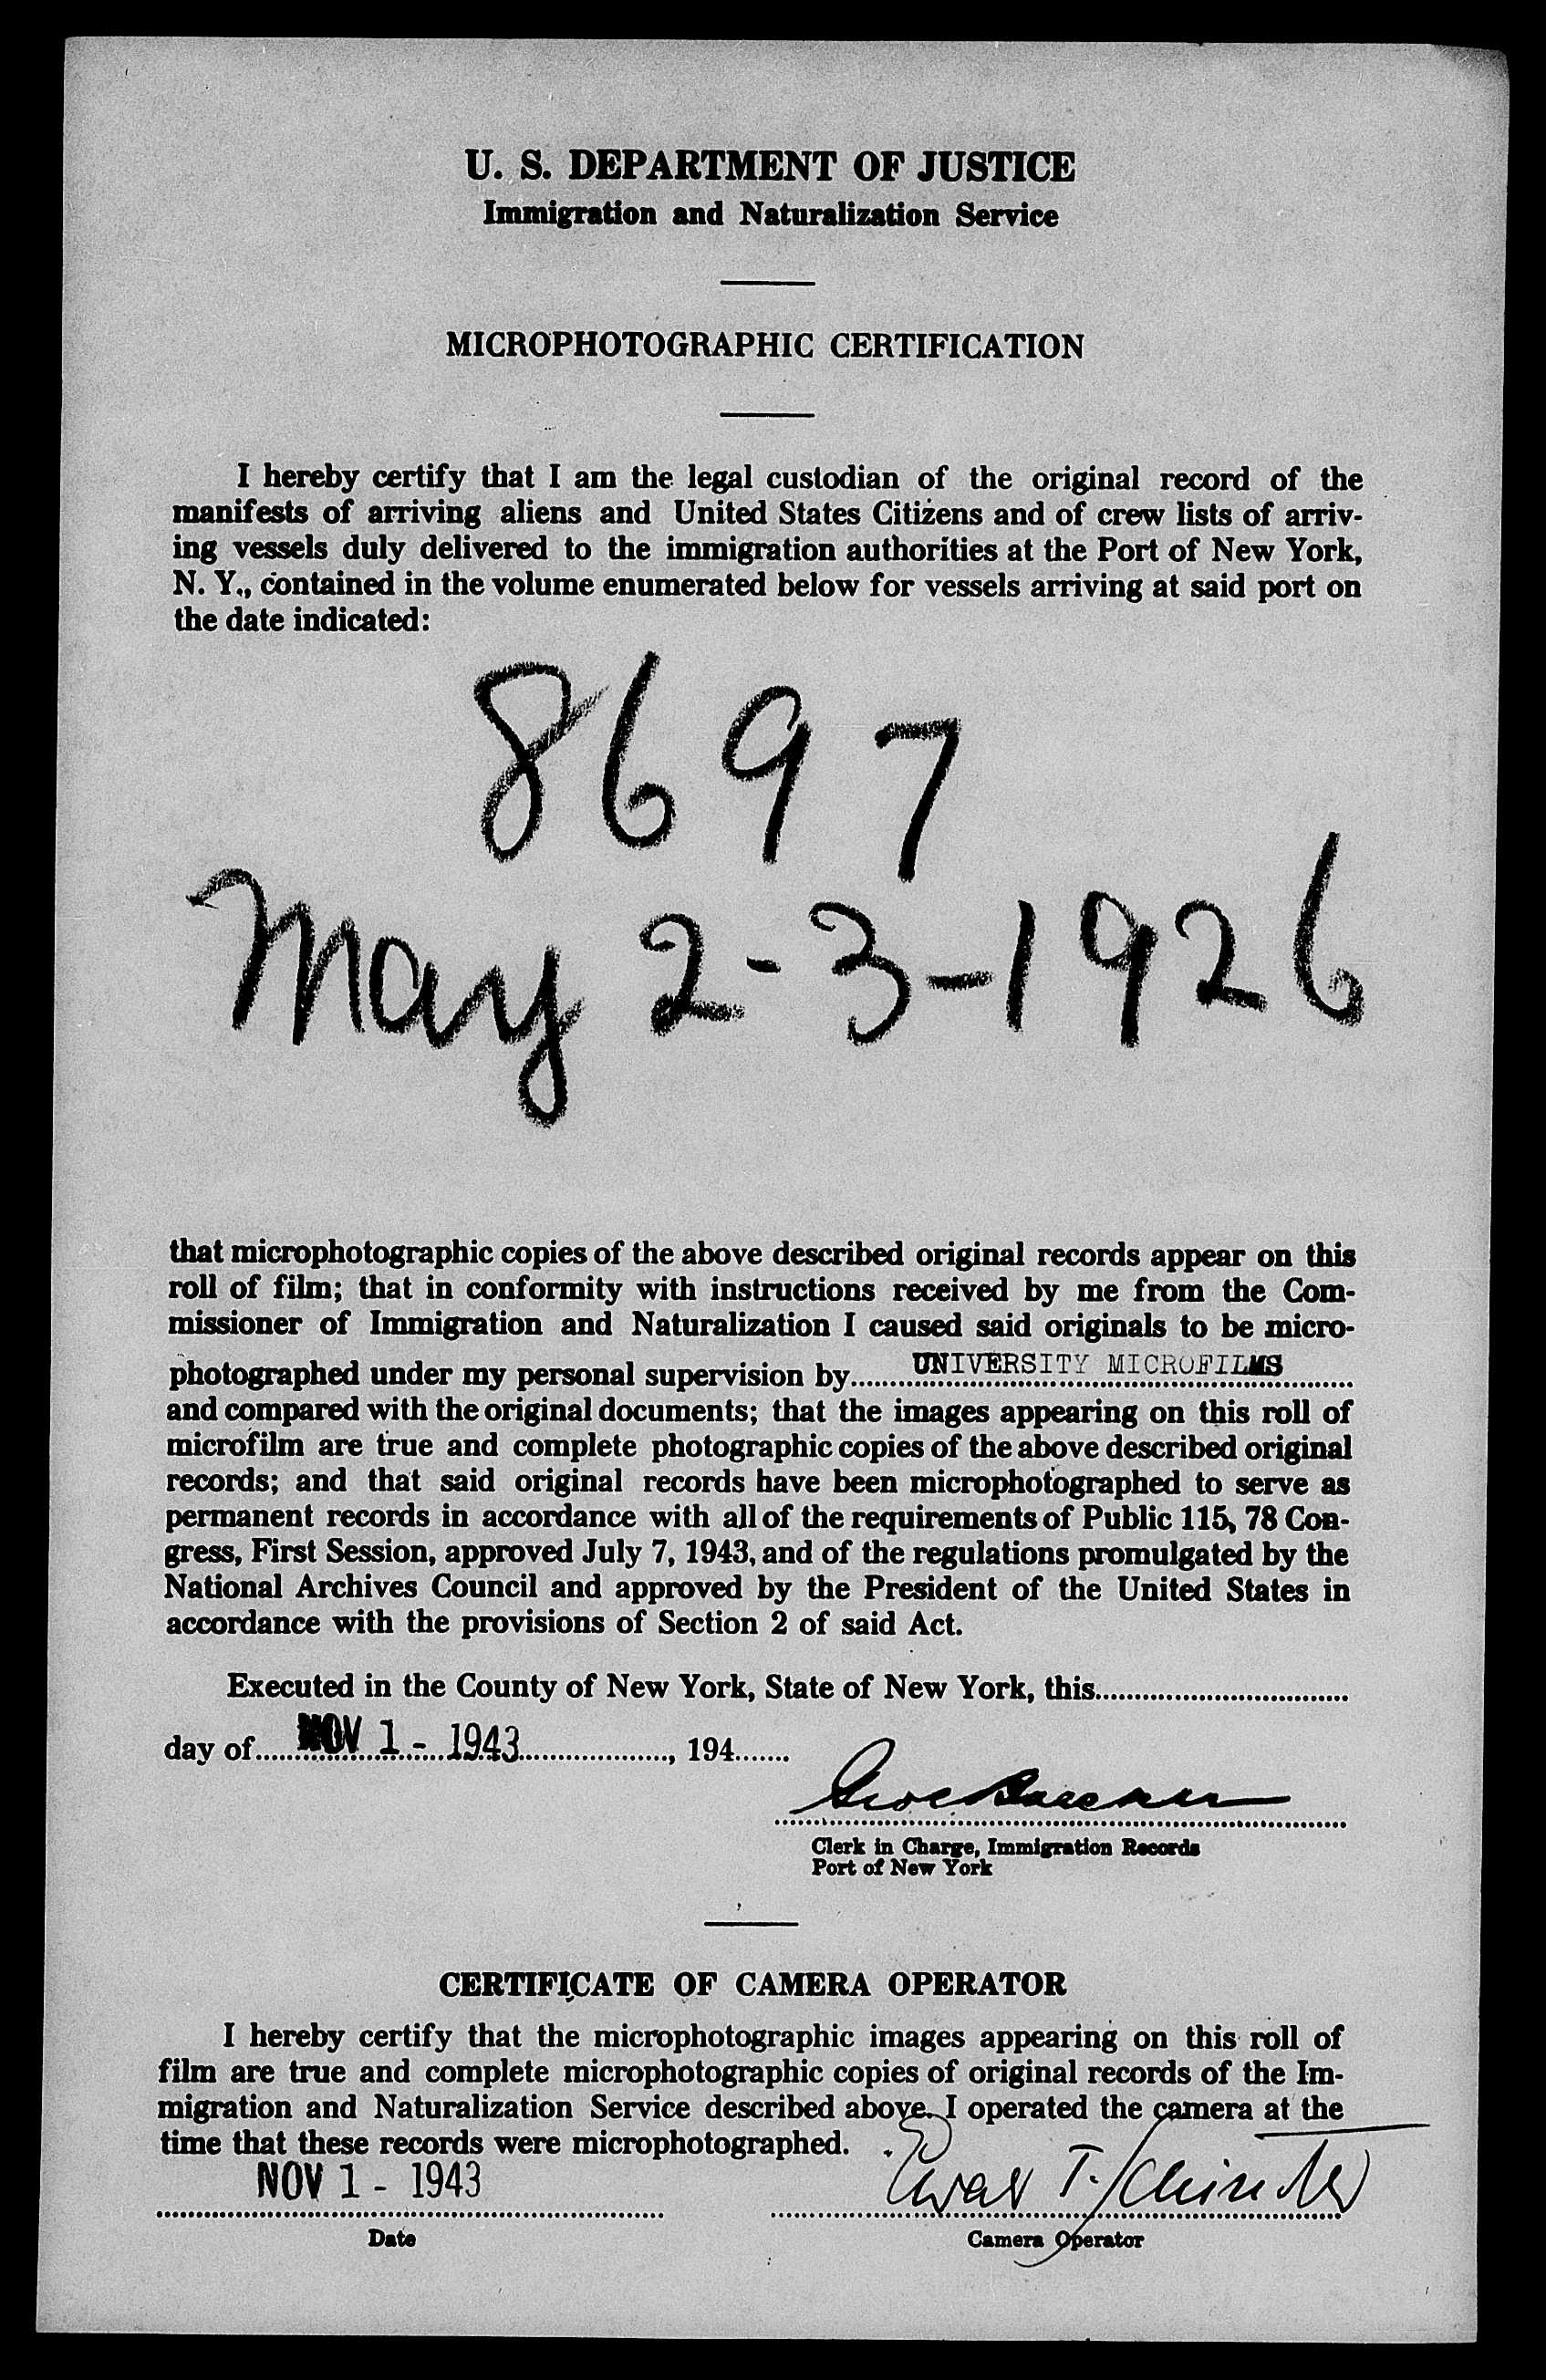 U. S. DEPARTMENT OF JUSTICE
Immigration and Naturalization Service
MICROPHOTOGRAPHIC CERTIFICATION
I hereby certify that I am the legal custodian of the original record of the
manifests of arriving aliens and United States Citizens and of crew lists of arriv-
ing vessels duly delivered to the immigration authorities at the Port of New York,
N. Y., contained in the volume enumerated below for vessels arriving at said port on
the date indicated:
8697
May 2-3-1926
that microphotographic copies of the above described original records appear on this
roll of film; that in conformity with instructions received by me from the Com-
missioner of Immigration and Naturalization I caused said originals to be micro-
photographed under my personal supervision by UNIVERSITY MICROFILMS
and compared with the original documents; that the images appearing on this roll of
microfilm are true and complete photographic copies of the above described original
records; and that said original records have been microphotographed to serve as
permanent records in accordance with all of the requirements of Public 115, 78 Con-
gress, First Session, approved July 7, 1943, and of the regulations promulgated by the
National Archives Council and approved by the President of the United States in
accordance with the provisions of Section 2 of said Act.
Executed in the County of New York, State of New York, this
day of NOV 1 - 1943, 194
Clerk in Charge, Immigration Records
Port of New York
CERTIFICATE OF CAMERA OPERATOR
I hereby certify that the microphotographic images appearing on this roll of
film are true and complete microphotographic copies of original records of the Im-
migration and Naturalization Service described above. I operated the camera at the
time that these records were microphotographed.
NOV 1 - 1943
T.
Date
Camera Operator